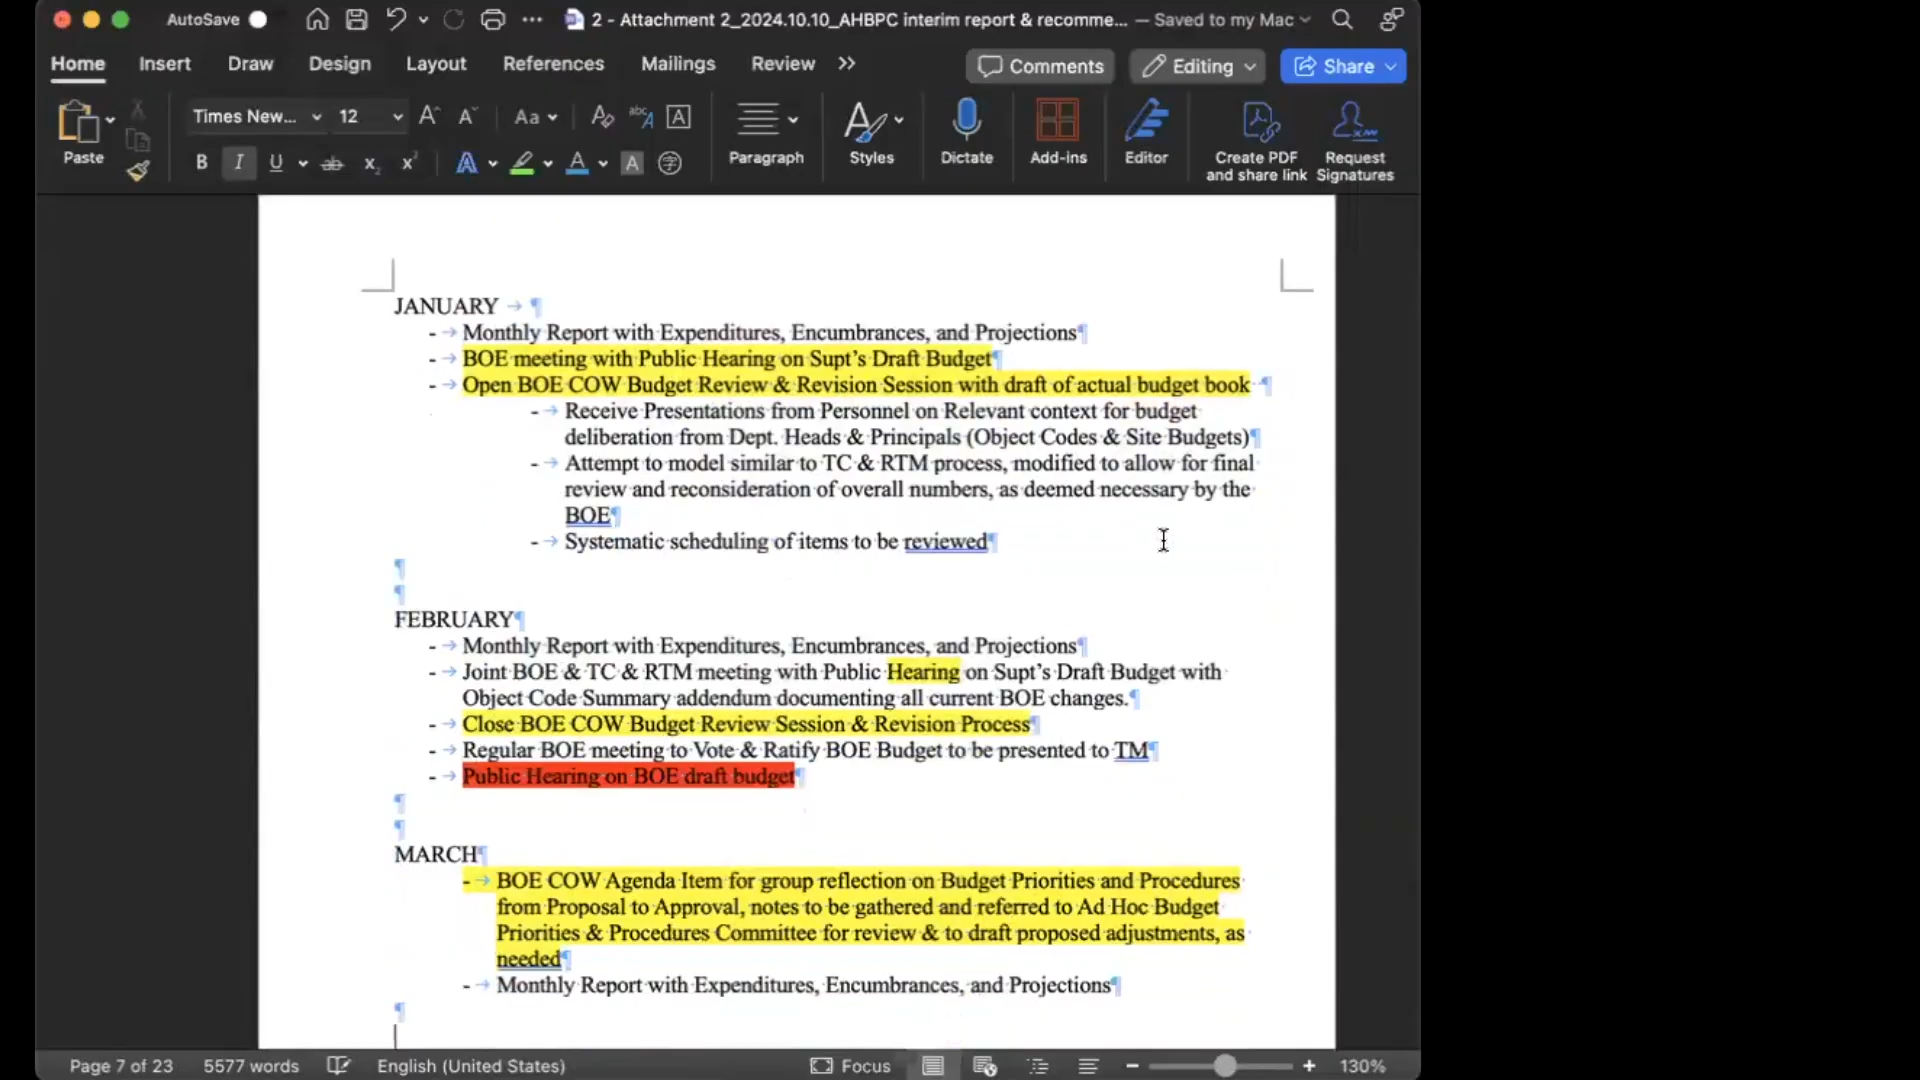 AutoSave
2 - Attachment 2_2024.10.10_AHBPC interim report & recomme... — Saved to my Mac
Home Insert Draw Design Layout References Mailings Review >> Comments Editing Share
Times New... 12 Aa
Paste B I U ab x₂ x² A A A Paragraph Styles Dictate Add-ins Editor Create PDF and share link Request Signatures
JANUARY
- Monthly Report with Expenditures, Encumbrances, and Projections
- BOE meeting with Public Hearing on Supt's Draft Budget
- Open BOE COW Budget Review & Revision Session with draft of actual budget book
- Receive Presentations from Personnel on Relevant context for budget
deliberation from Dept. Heads & Principals (Object Codes & Site Budgets)
- Attempt to model similar to TC & RTM process, modified to allow for final
review and reconsideration of overall numbers, as deemed necessary by the
BOE
- Systematic scheduling of items to be reviewed
FEBRUARY
- Monthly Report with Expenditures, Encumbrances, and Projections
- Joint BOE & TC & RTM meeting with Public Hearing on Supt's Draft Budget with
Object Code Summary addendum documenting all current BOE changes.
- Close BOE COW Budget Review Session & Revision Process
- Regular BOE meeting to Vote & Ratify BOE Budget to be presented to TM
- Public Hearing on BOE draft budget
MARCH
- BOE COW Agenda Item for group reflection on Budget Priorities and Procedures
from Proposal to Approval, notes to be gathered and referred to Ad Hoc Budget
Priorities & Procedures Committee for review & to draft proposed adjustments, as
needed
- Monthly Report with Expenditures, Encumbrances, and Projections
Page 7 of 23 5577 words English (United States) Focus 130%